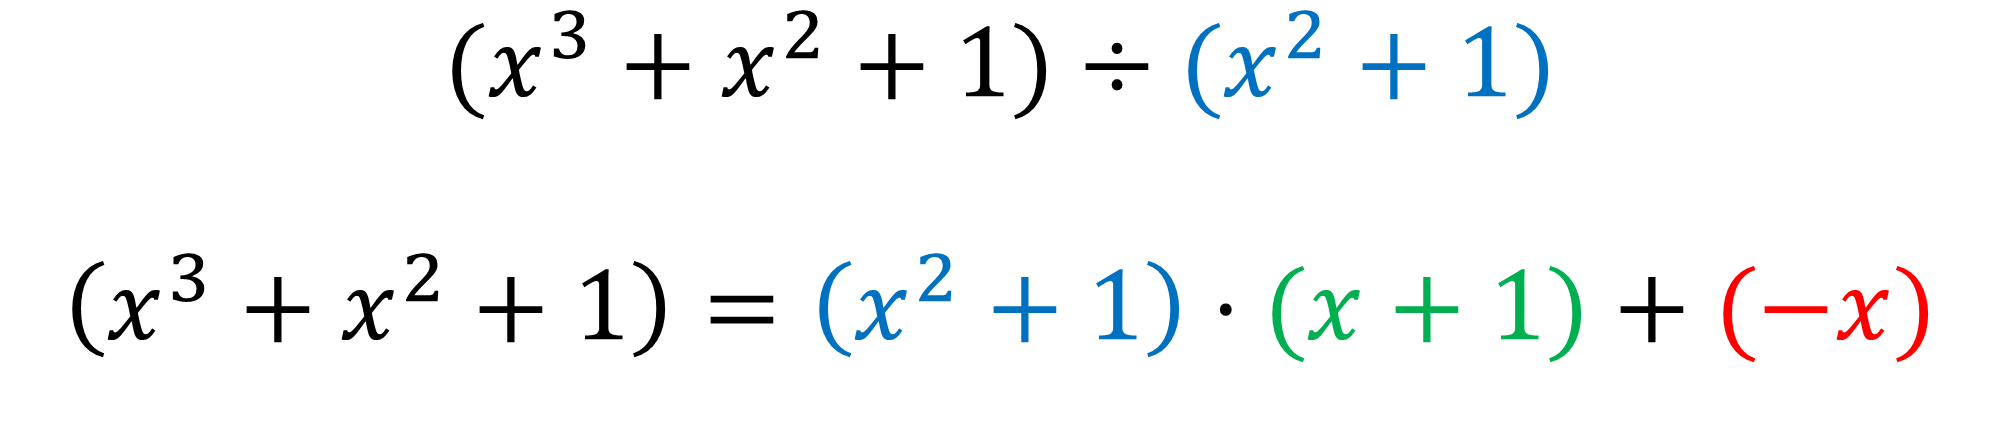 (x³ + x² + 1) ÷ (x² + 1)
(x³ + x² + 1) = (x² + 1) · (x + 1) + (−x)